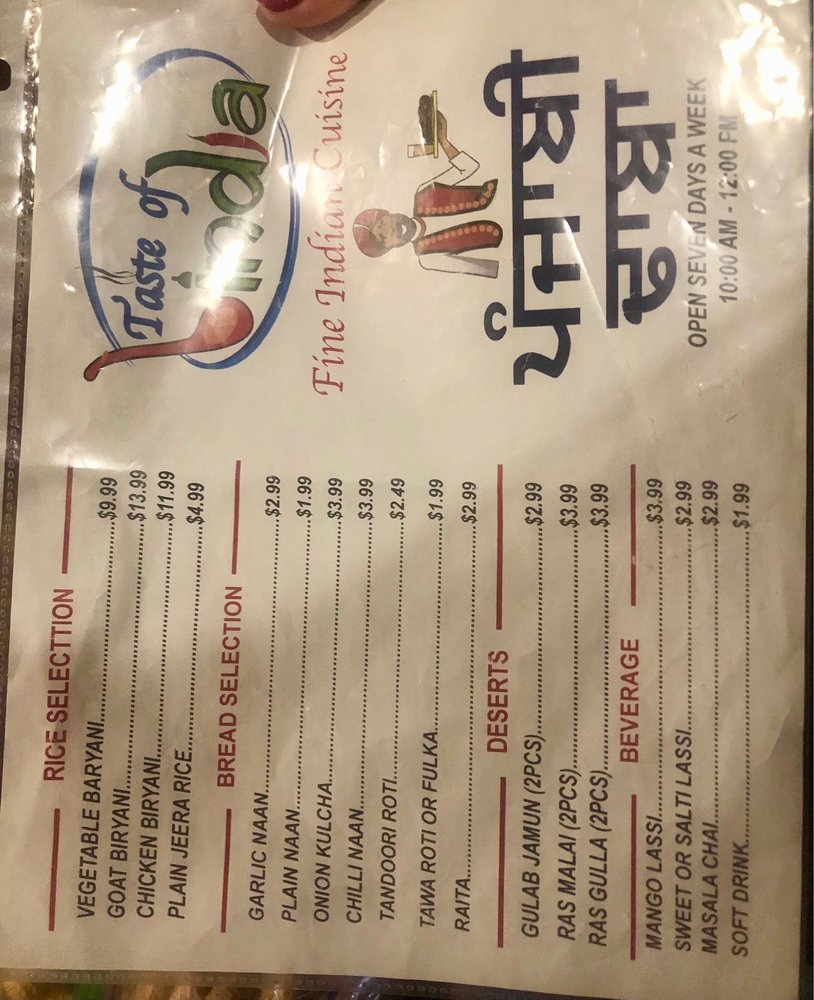 RICE SELECTTION
VEGETABLE BARYANI.....$9.99
GOAT BIRYANI.....$13.99
CHICKEN BIRYANI.....$11.99
PLAIN JEERA RICE.....$4.99
BREAD SELECTION
GARLIC NAAN.....$2.99
PLAIN NAAN.....$1.99
ONION KULCHA.....$3.99
CHILLI NAAN.....$3.99
TANDOORI ROTI.....$2.49
TAWA ROTI OR FULKA.....$1.99
RAITA.....$2.99
DESERTS
GULAB JAMUN (2PCS).....$2.99
RAS MALAI (2PCS).....$3.99
RAS GULLA (2PCS).....$3.99
BEVERAGE
MANGO LASSI.....$3.99
SWEET OR SALTI LASSI.....$2.99
MASALA CHAI.....$2.99
SOFT DRINK.....$1.99
Taste of
india
Fine Indian Cuisine
ਪੰਜਾਬੀ
ਢਾਬਾ
OPEN SEVEN DAYS A WEEK
10:00 AM - 12:00 PM